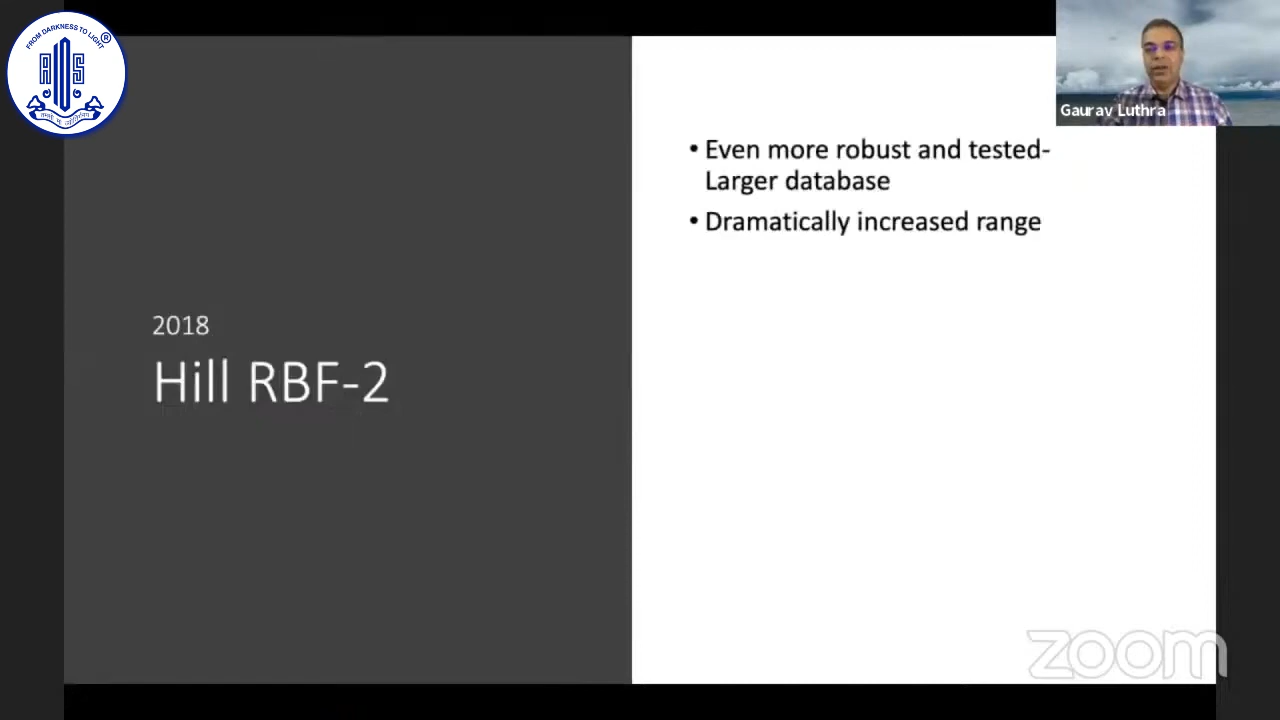 FROM DARKNESS TO LIGHT
AIOS
Gaurav Luthra
• Even more robust and tested-
Larger database
• Dramatically increased range
2018
Hill RBF-2
zoom